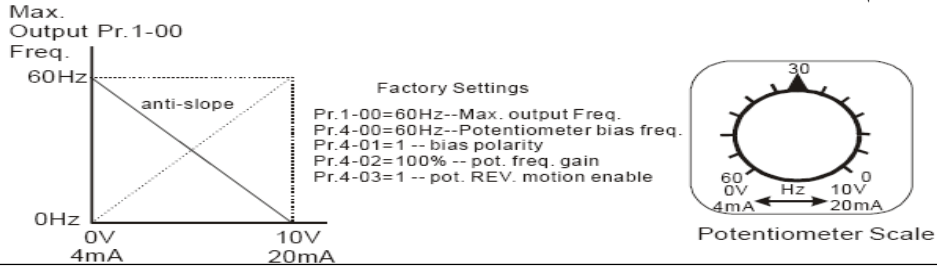 Max.
Output Pr.1-00
Freq.
60Hz
anti-slope
0Hz
0V
4mA
10V
20mA
Factory Settings
Pr.1-00=60Hz--Max. output Freq.
Pr.4-00=60Hz--Potentiometer bias freq.
Pr.4-01=1 -- bias polarity
Pr.4-02=100% -- pot. freq. gain
Pr.4-03=1 -- pot. REV. motion enable
30
60
0
0V
Hz
10V
4mA
20mA
Potentiometer Scale